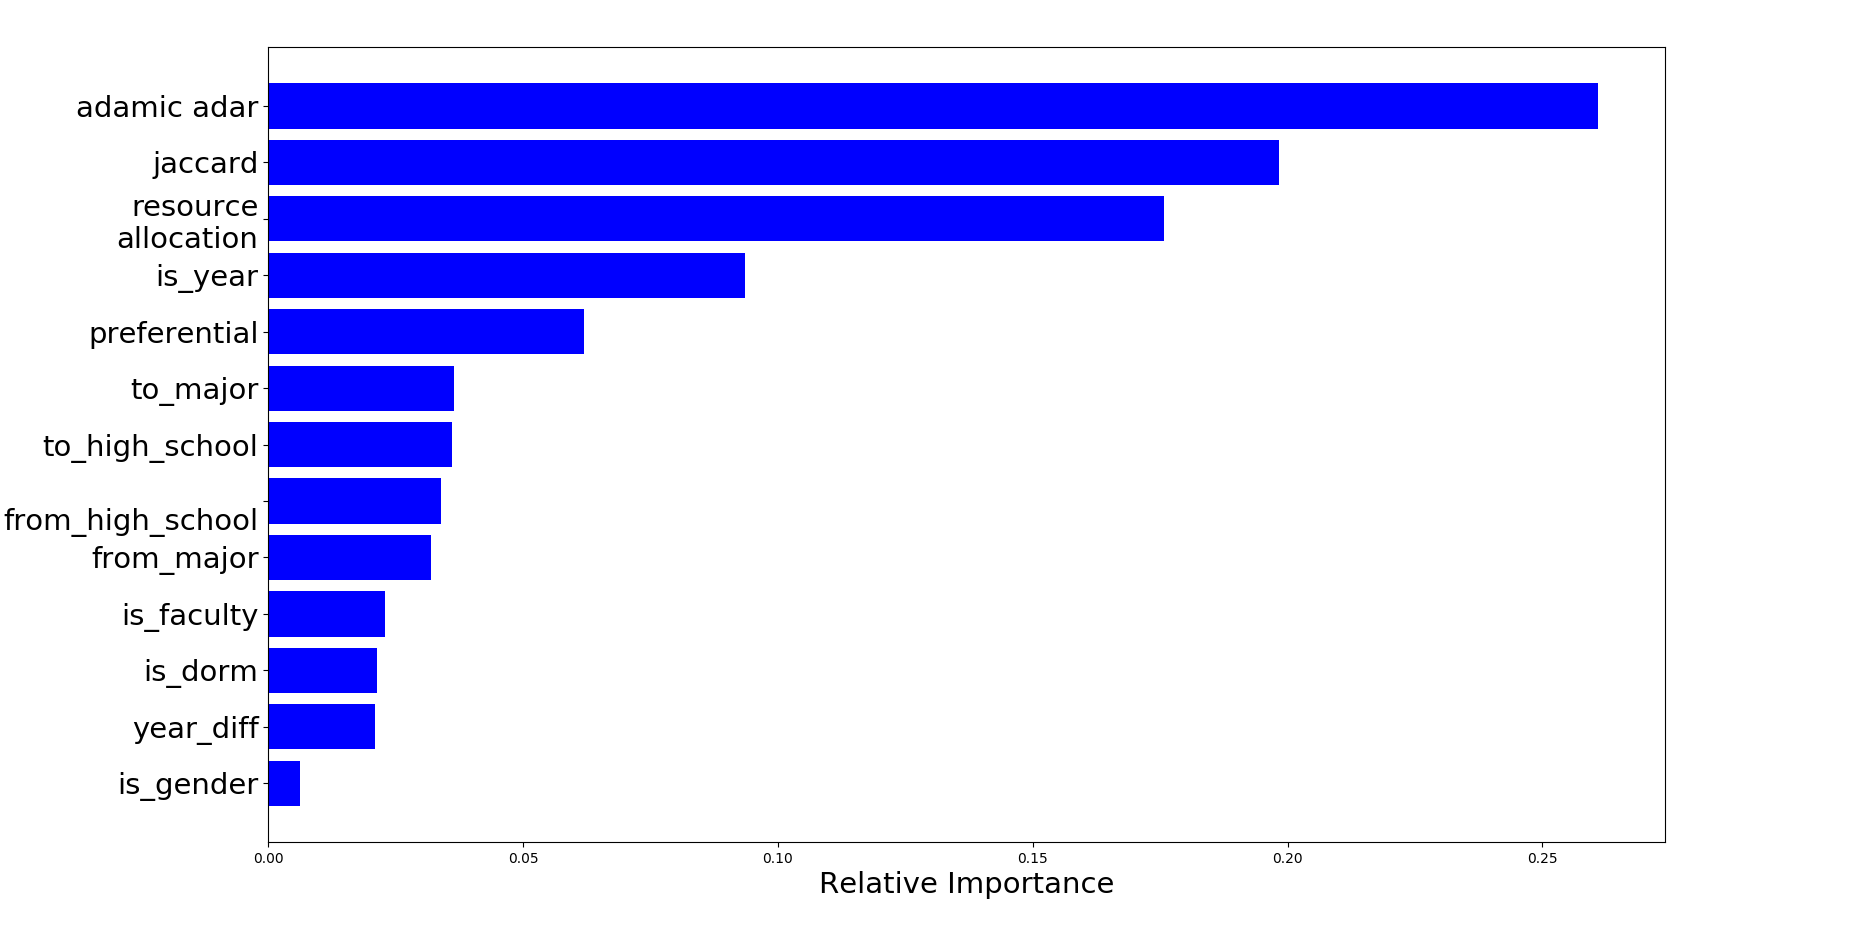 adamic adar
jaccard
resource
allocation
is_year
preferential
to_major
to_high_school
from_high_school
from_major
is_faculty
is_dorm
year_diff
is_gender
0.00 0.05 0.10 0.15 0.20 0.25
Relative Importance